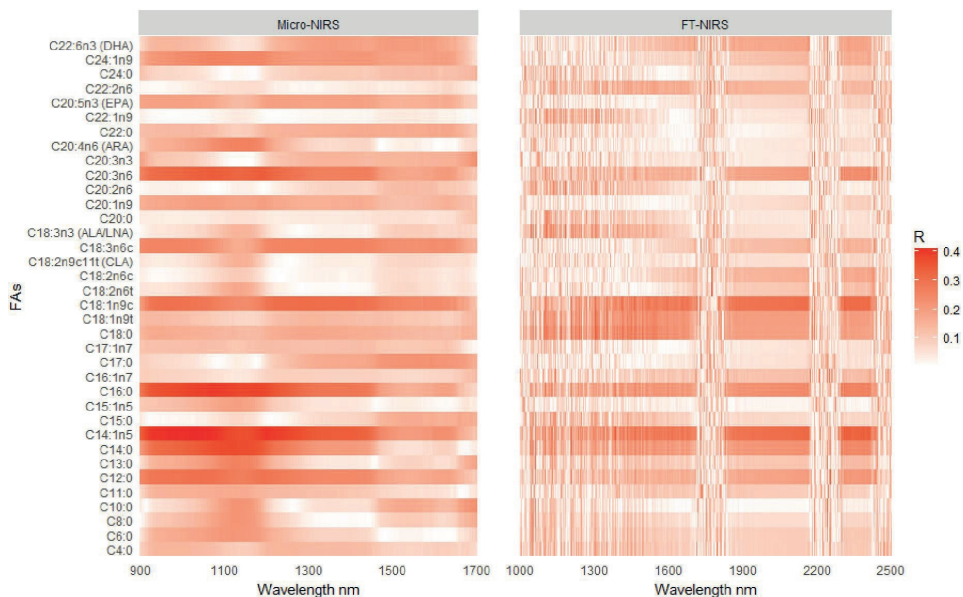 Micro-NIRS
FT-NIRS
C22:6n3 (DHA)
C24:1n9
C24:0
C22:2n6
C20:5n3 (EPA)
C22:1n9
C22:0
C20:4n6 (ARA)
C20:3n3
C20:3n6
C20:2n6
C20:1n9
C20:0
C18:3n3 (ALA/LNA)
C18:3n6c
C18:2n9c11t (CLA)
C18:2n6c
C18:2n6t
C18:1n9c
C18:1n9t
C18:0
C17:1n7
C17:0
C16:1n7
C16:0
C15:1n5
C15:0
C14:1n5
C14:0
C13:0
C12:0
C11:0
C10:0
C8:0
C6:0
C4:0
FAs
900 1100 1300 1500 1700
1000 1300 1600 1900 2200 2500
Wavelength nm
Wavelength nm
R
0.4
0.3
0.2
0.1